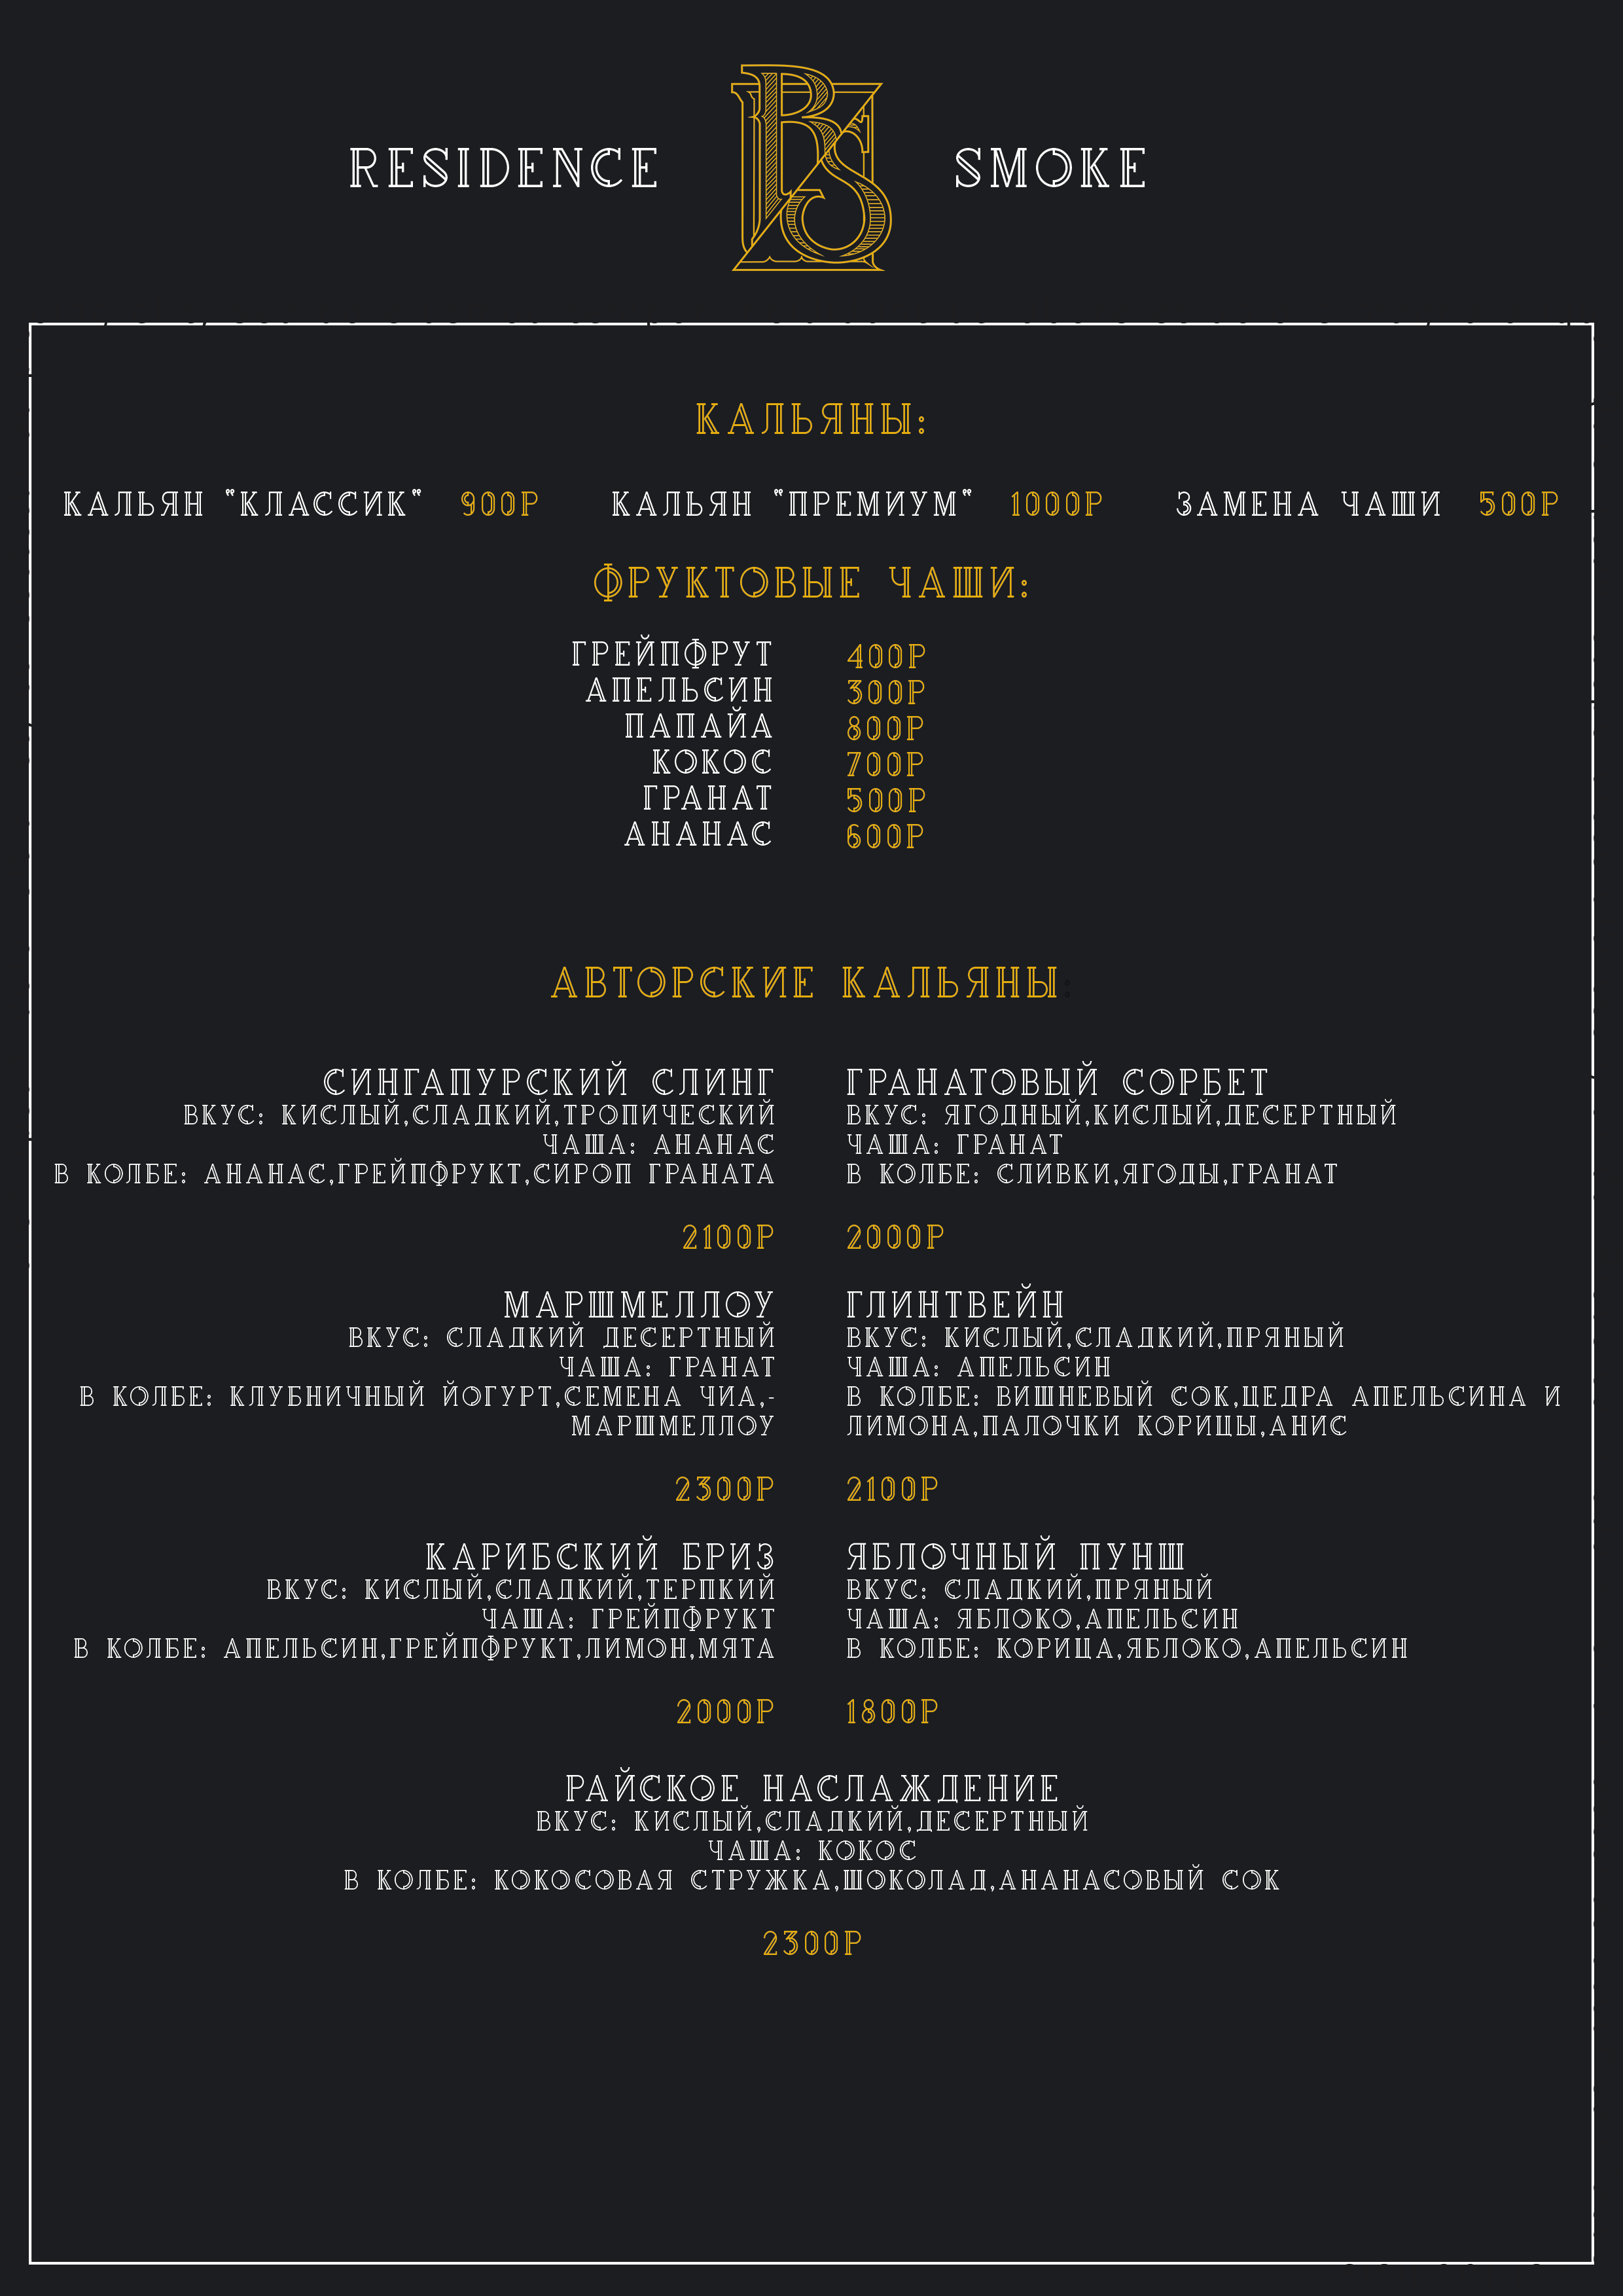 RESIDENCE SMOKE
КАЛЬЯНЫ:
КАЛЬЯН "КЛАССИК" 900Р КАЛЬЯН "ПРЕМИУМ" 1000Р ЗАМЕНА ЧАШИ 500Р
ФРУКТОВЫЕ ЧАШИ:
ГРЕЙПФРУТ 400Р
АПЕЛЬСИН 300Р
ПАПАЙА 800Р
КОКОС 700Р
ГРАНАТ 500Р
АНАНАС 600Р
АВТОРСКИЕ КАЛЬЯНЫ:
СИНГАПУРСКИЙ СЛИНГ
ВКУС: КИСЛЫЙ,СЛАДКИЙ,ТРОПИЧЕСКИЙ
ЧАША: АНАНАС
В КОЛБЕ: АНАНАС,ГРЕЙПФРУКТ,СИРОП ГРАНАТА
2100Р
ГРАНАТОВЫЙ СОРБЕТ
ВКУС: ЯГОДНЫЙ,КИСЛЫЙ,ДЕСЕРТНЫЙ
ЧАША: ГРАНАТ
В КОЛБЕ: СЛИВКИ,ЯГОДЫ,ГРАНАТ
2000Р
МАРШМЕЛЛОУ
ВКУС: СЛАДКИЙ ДЕСЕРТНЫЙ
ЧАША: ГРАНАТ
В КОЛБЕ: КЛУБНИЧНЫЙ ЙОГУРТ,СЕМЕНА ЧИА,-
МАРШМЕЛЛОУ
2300Р
ГЛИНТВЕЙН
ВКУС: КИСЛЫЙ,СЛАДКИЙ,ПРЯНЫЙ
ЧАША: АПЕЛЬСИН
В КОЛБЕ: ВИШНЕВЫЙ СОК,ЦЕДРА АПЕЛЬСИНА И
ЛИМОНА,ПАЛОЧКИ КОРИЦЫ,АНИС
2100Р
КАРИБСКИЙ БРИЗ
ВКУС: КИСЛЫЙ,СЛАДКИЙ,ТЕРПКИЙ
ЧАША: ГРЕЙПФРУКТ
В КОЛБЕ: АПЕЛЬСИН,ГРЕЙПФРУКТ,ЛИМОН,МЯТА
2000Р
ЯБЛОЧНЫЙ ПУНШ
ВКУС: СЛАДКИЙ,ПРЯНЫЙ
ЧАША: ЯБЛОКО,АПЕЛЬСИН
В КОЛБЕ: КОРИЦА,ЯБЛОКО,АПЕЛЬСИН
1800Р
РАЙСКОЕ НАСЛАЖДЕНИЕ
ВКУС: КИСЛЫЙ,СЛАДКИЙ,ДЕСЕРТНЫЙ
ЧАША: КОКОС
В КОЛБЕ: КОКОСОВАЯ СТРУЖКА,ШОКОЛАД,АНАНАСОВЫЙ СОК
2300Р